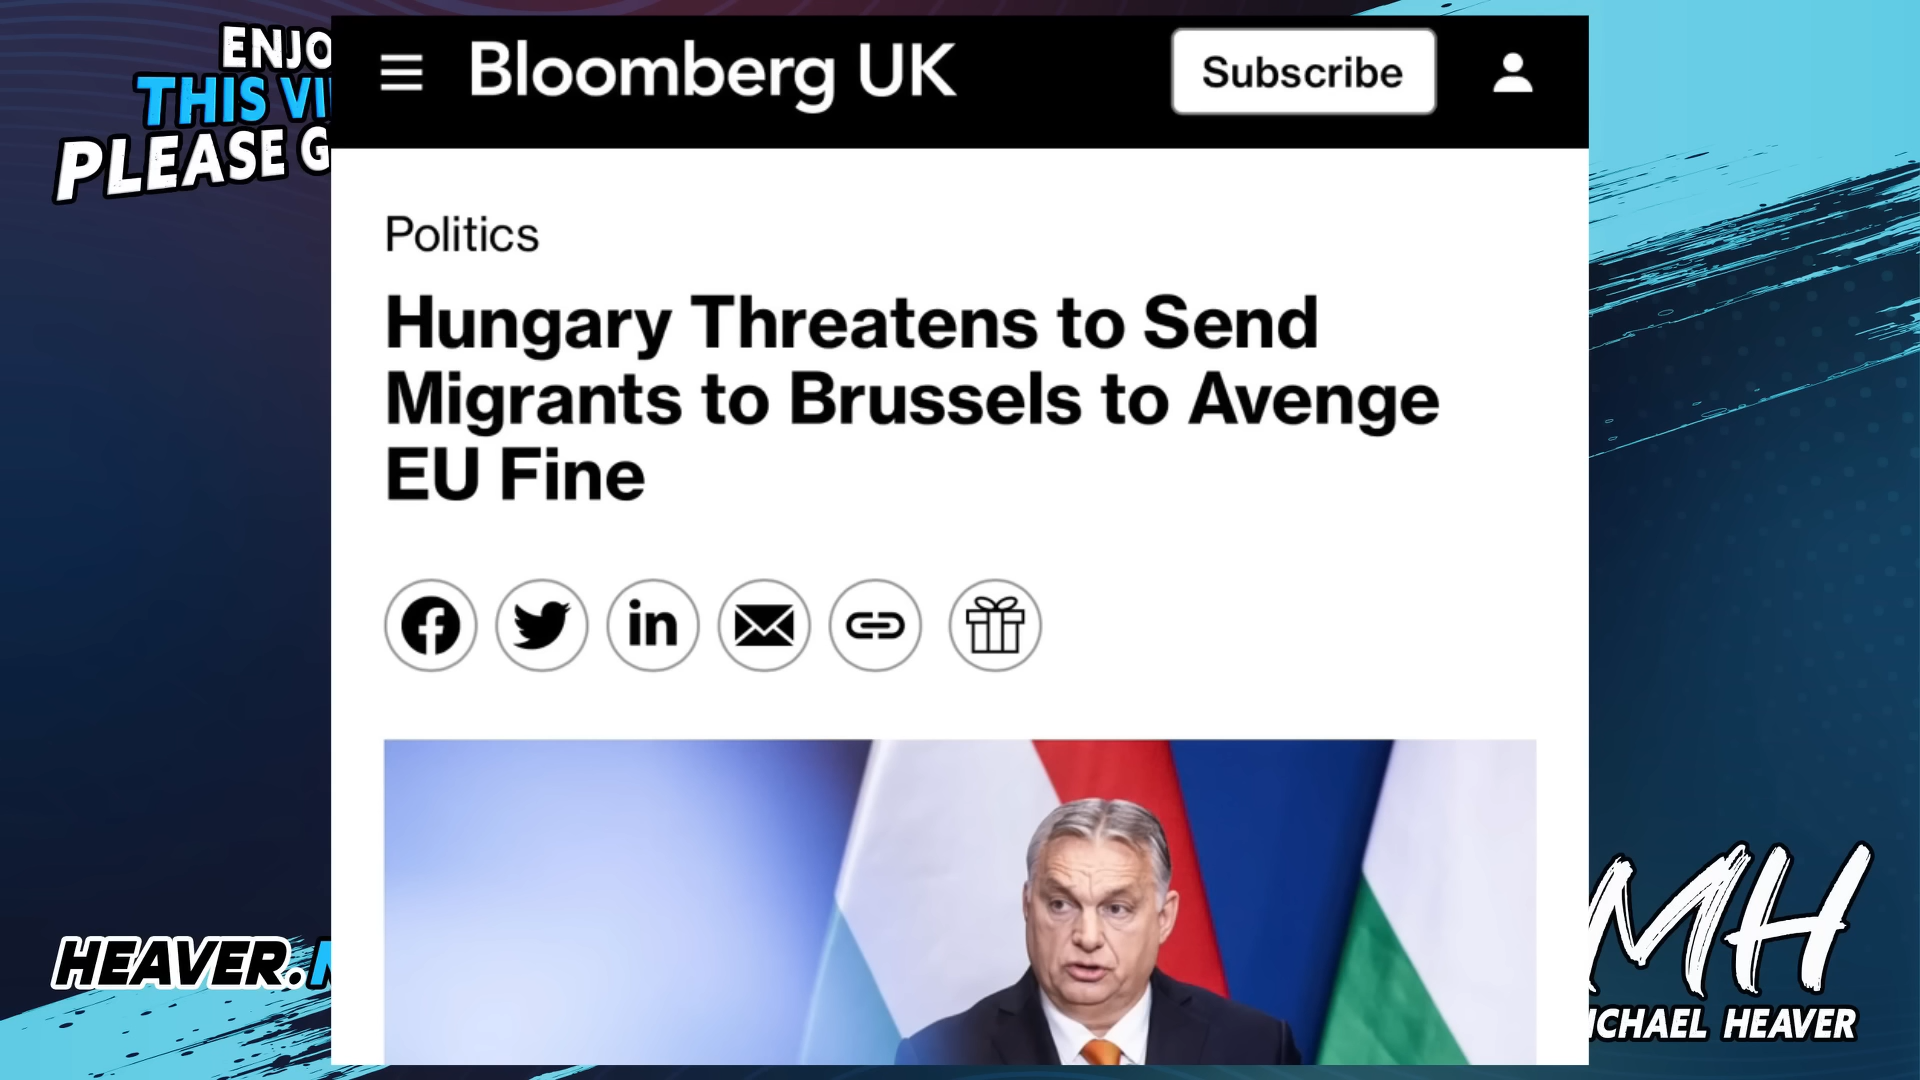 ENJO
THIS VI
PLEASE G
Bloomberg UK
Subscribe
Politics
Hungary Threatens to Send
Migrants to Brussels to Avenge
EU Fine
in
HEAVER.
MH
ICHAEL HEAVER